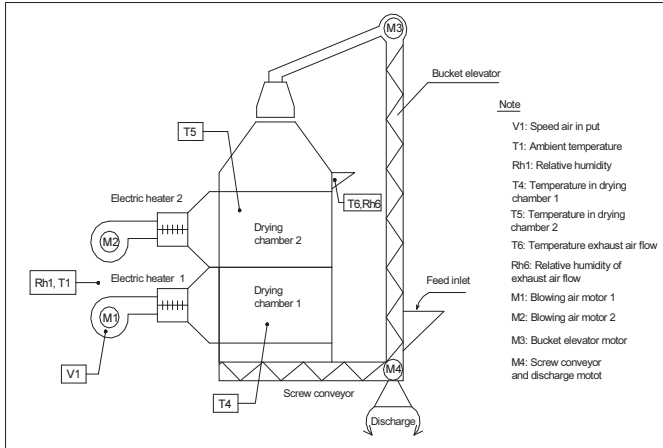 M3
Bucket elevator
Note
V1: Speed air in put
T1: Ambient temperature
Rh1: Relative humidity
T4: Temperature in drying
chamber 1
T5: Temperature in drying
chamber 2
T6: Temperature exhaust air flow
Rh6: Relative humidity of
exhaust air flow
M1: Blowing air motor 1
M2: Blowing air motor 2
M3: Bucket elevator motor
M4: Screw conveyor
and discharge motot
T5
T6,Rh6
Electric heater 2
M2
Drying
chamber 2
Rh1, T1
Electric heater 1
M1
Drying
chamber 1
Feed inlet
V1
T4
Screw conveyor
M4
Discharge